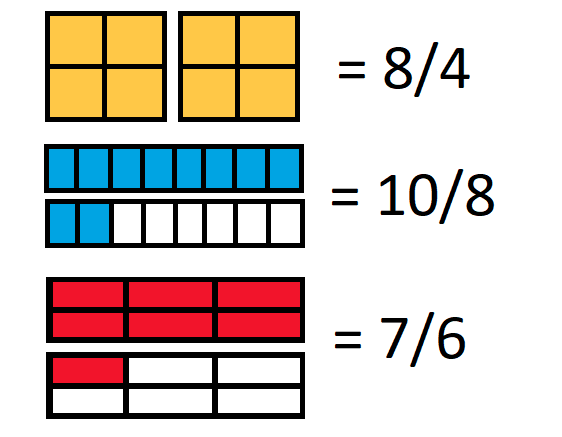 = 8/4
= 10/8
= 7/6